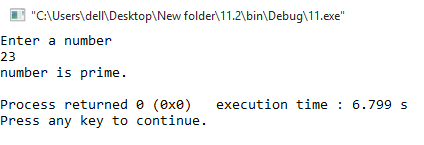 "C:\Users\dell\Desktop\New folder\11.2\bin\Debug\11.exe"
Enter a number
23
number is prime.
Process returned 0 (0x0)   execution time : 6.799 s
Press any key to continue.